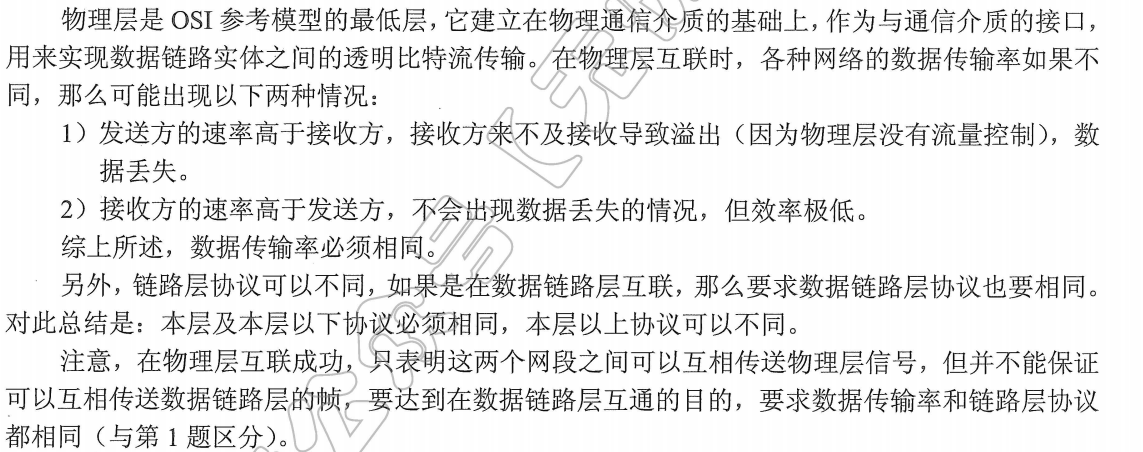 物理层是 OSI 参考模型的最低层，它建立在物理通信介质的基础上，作为与通信介质的接口，
用来实现数据链路实体之间的透明比特流传输。在物理层互联时，各种网络的数据传输率如果不
同，那么可能出现以下两种情况：
1）发送方的速率高于接收方，接收方来不及接收导致溢出（因为物理层没有流量控制），数
据丢失。
2）接收方的速率高于发送方，不会出现数据丢失的情况，但效率极低。
综上所述，数据传输率必须相同。
另外，链路层协议可以不同，如果是在数据链路层互联，那么要求数据链路层协议也要相同。
对此总结是：本层及本层以下协议必须相同，本层以上协议可以不同。
注意，在物理层互联成功，只表明这两个网段之间可以互相传送物理层信号，但并不能保证
可以互相传送数据链路层的帧，要达到在数据链路层互通的目的，要求数据传输率和链路层协议
都相同（与第 1 题区分）。